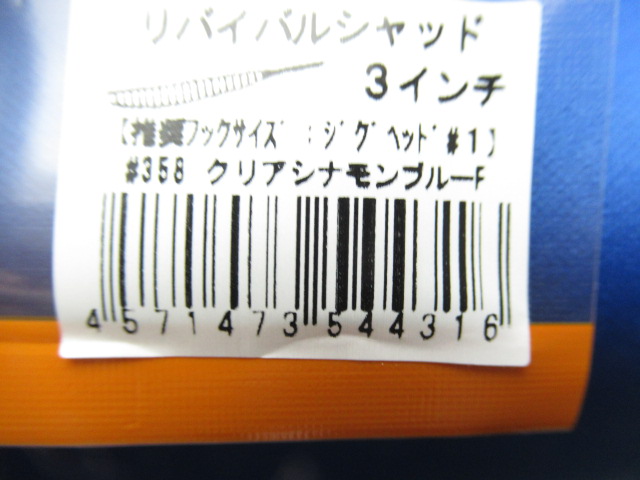 リバイバルシャッド
3インチ
【推奨フックサイズ：ジグヘッド#1】
#358 クリアシナモンブルーF
4571473544316